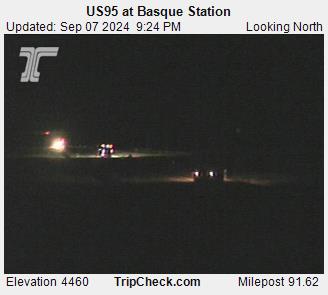 US95 at Basque Station
Updated: Sep 07 2024 9:24 PM Looking North
Elevation 4460 TripCheck.com Milepost 91.62